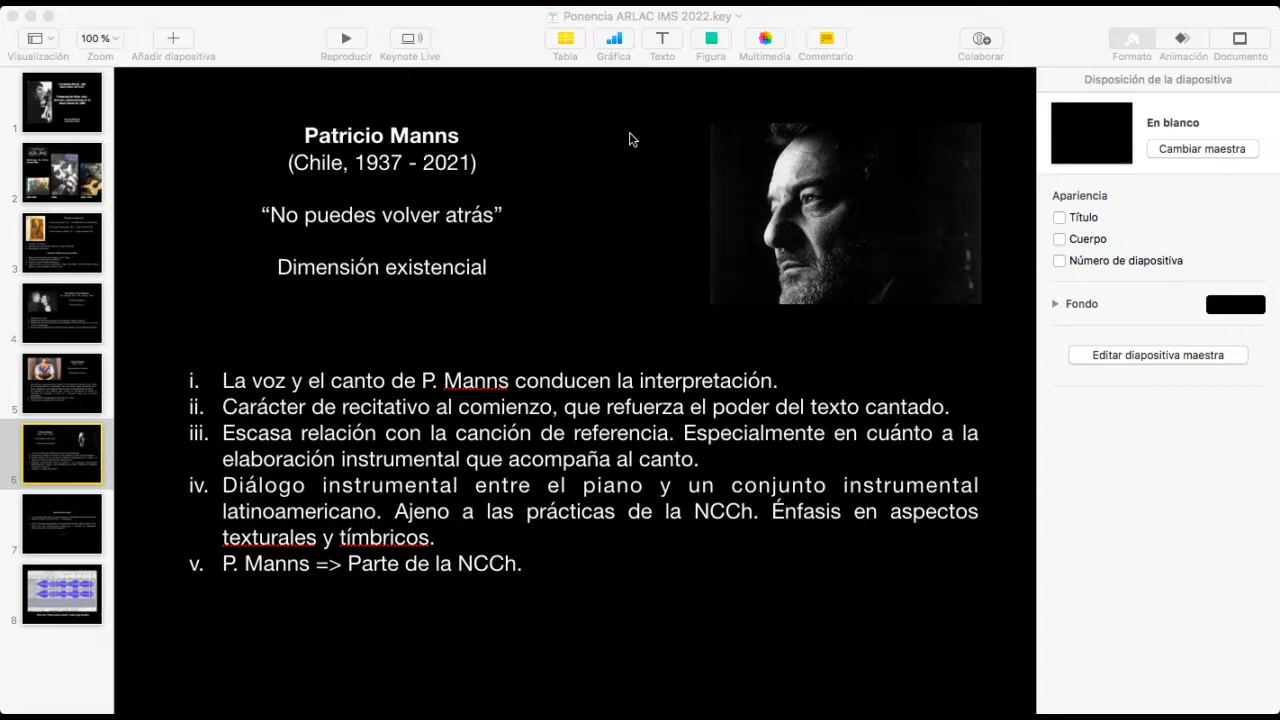 Ponencia ARLAC IMS 2022.key
100 %
Visualización
Zoom
Añadir diapositiva
Reproducir
Keynote Live
Tabla
Gráfica
Texto
Figura
Multimedia
Comentario
Colaborar
Formato
Animación
Documento
1
2
3
4
5
6
7
8
Patricio Manns
(Chile, 1937 - 2021)
“No puedes volver atrás”
Dimensión existencial
i. La voz y el canto de P. Manns conducen la interpretación.
ii. Carácter de recitativo al comienzo, que refuerza el poder del texto cantado.
iii. Escasa relación con la canción de referencia. Especialmente en cuánto a la
elaboración instrumental que acompaña al canto.
iv. Diálogo instrumental entre el piano y un conjunto instrumental
latinoamericano. Ajeno a las prácticas de la NCCh. Énfasis en aspectos
texturales y tímbricos.
v. P. Manns => Parte de la NCCh.
Disposición de la diapositiva
En blanco
Cambiar maestra
Apariencia
Título
Cuerpo
Número de diapositiva
Fondo
Editar diapositiva maestra